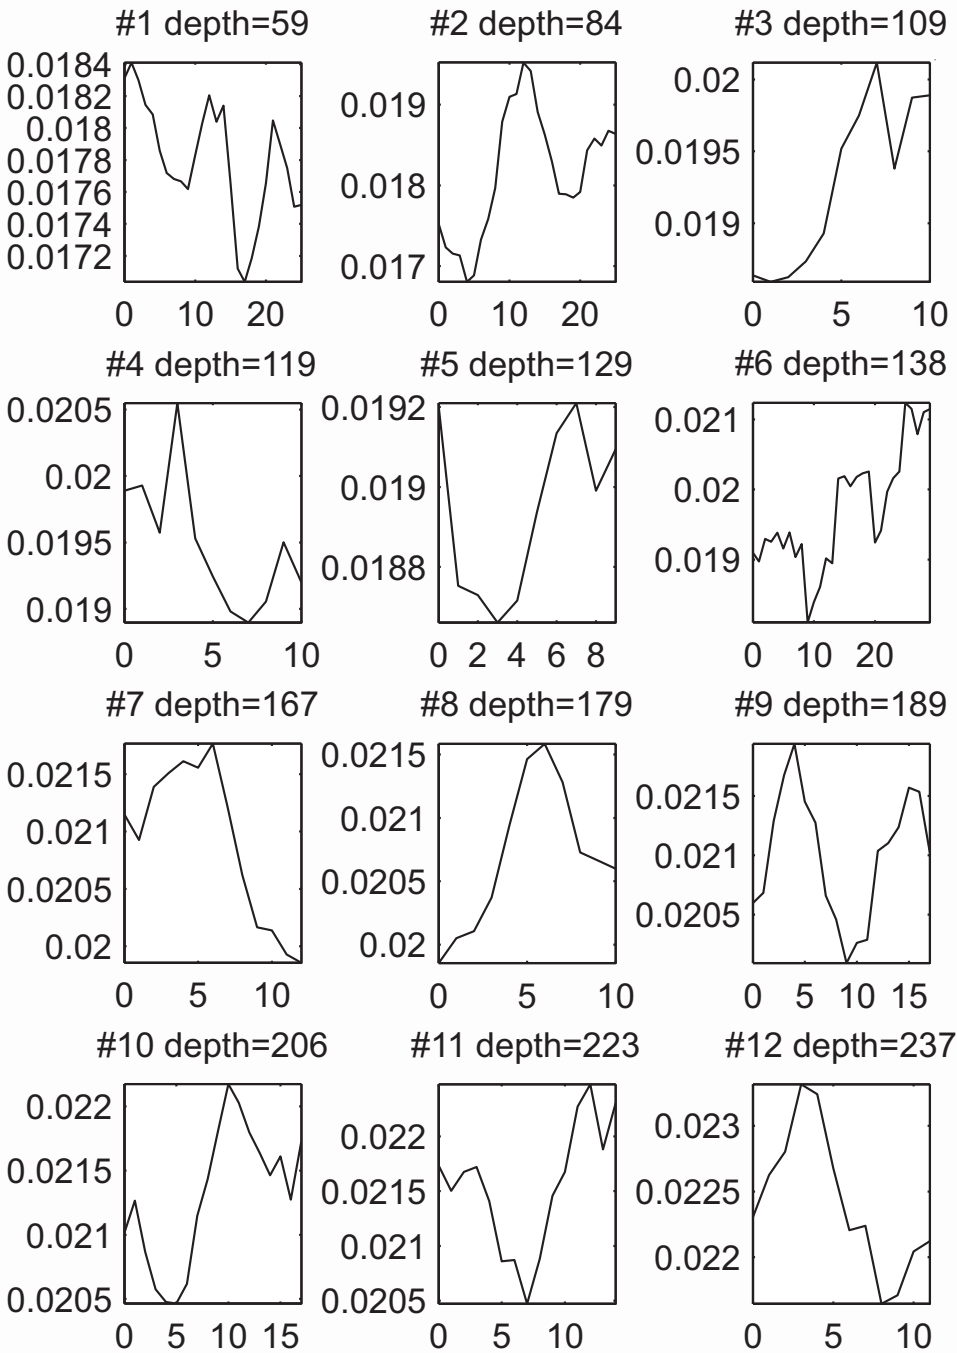 #1 depth=59
0.0184
0.0182
0.018
0.0178
0.0176
0.0174
0.0172
0 10 20
#2 depth=84
0.019
0.018
0.017
0 10 20
#3 depth=109
0.02
0.0195
0.019
0 5 10
#4 depth=119
0.0205
0.02
0.0195
0.019
0 5 10
#5 depth=129
0.0192
0.019
0.0188
0 2 4 6 8
#6 depth=138
0.021
0.02
0.019
0 10 20
#7 depth=167
0.0215
0.021
0.0205
0.02
0 5 10
#8 depth=179
0.0215
0.021
0.0205
0.02
0 5 10
#9 depth=189
0.0215
0.021
0.0205
0 5 10 15
#10 depth=206
0.022
0.0215
0.021
0.0205
0 5 10 15
#11 depth=223
0.022
0.0215
0.021
0.0205
0 5 10
#12 depth=237
0.023
0.0225
0.022
0 5 10